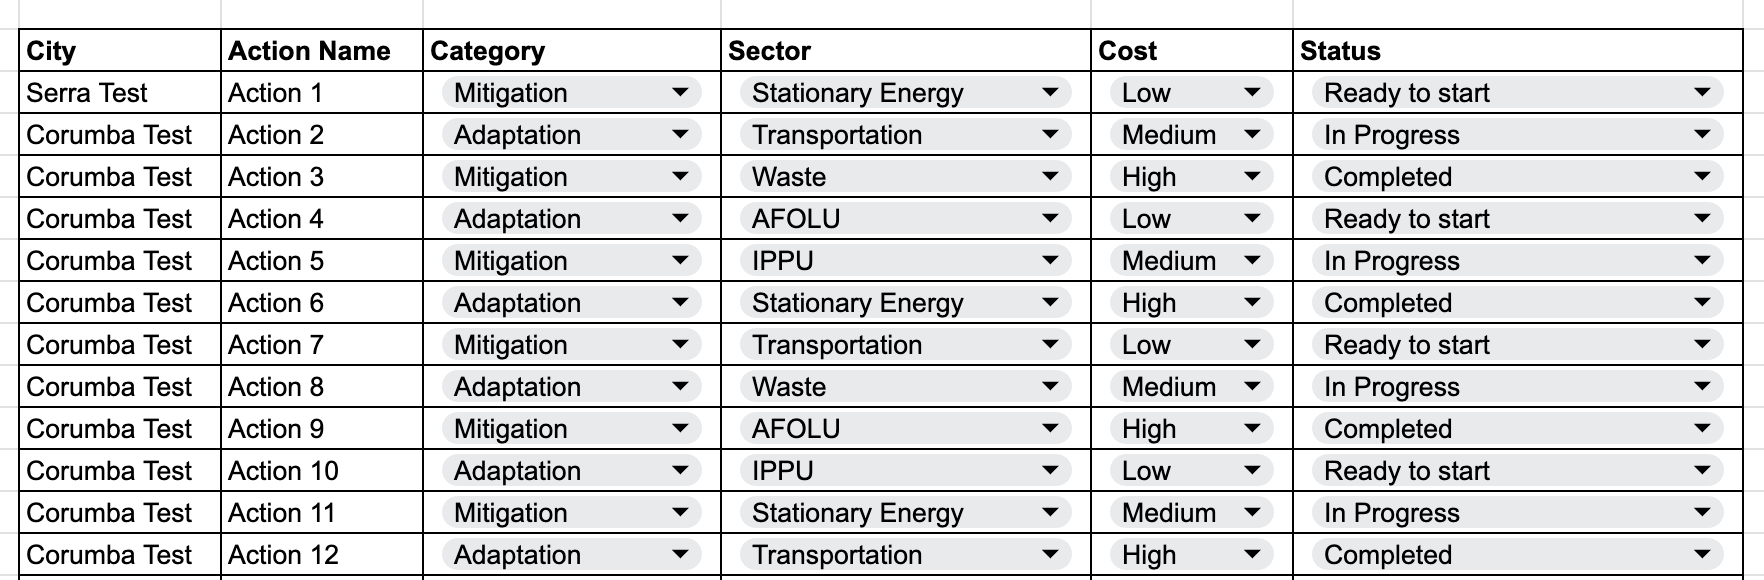 City Action Name Category Sector Cost Status
Serra Test Action 1 Mitigation Stationary Energy Low Ready to start
Corumba Test Action 2 Adaptation Transportation Medium In Progress
Corumba Test Action 3 Mitigation Waste High Completed
Corumba Test Action 4 Adaptation AFOLU Low Ready to start
Corumba Test Action 5 Mitigation IPPU Medium In Progress
Corumba Test Action 6 Adaptation Stationary Energy High Completed
Corumba Test Action 7 Mitigation Transportation Low Ready to start
Corumba Test Action 8 Adaptation Waste Medium In Progress
Corumba Test Action 9 Mitigation AFOLU High Completed
Corumba Test Action 10 Adaptation IPPU Low Ready to start
Corumba Test Action 11 Mitigation Stationary Energy Medium In Progress
Corumba Test Action 12 Adaptation Transportation High Completed